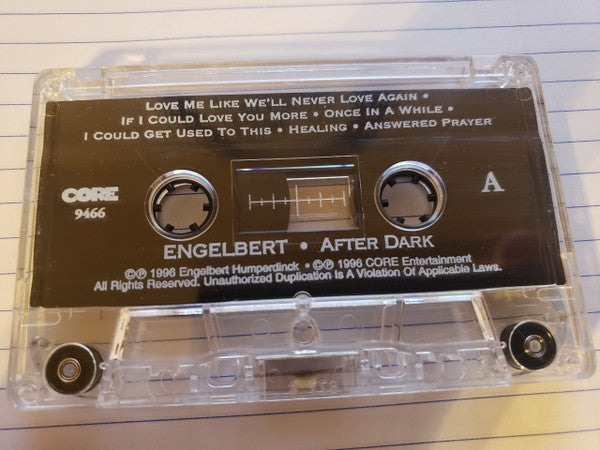 Love Me Like We'll Never Love Again •
If I Could Love You More • Once In A While •
I Could Get Used To This • Healing • Answered Prayer
CORE
9466
A
ENGELBERT • After Dark
©℗ 1996 Engelbert Humperdinck • ©℗ 1996 CORE Entertainment
All Rights Reserved. Unauthorized Duplication Is A Violation Of Applicable Laws.